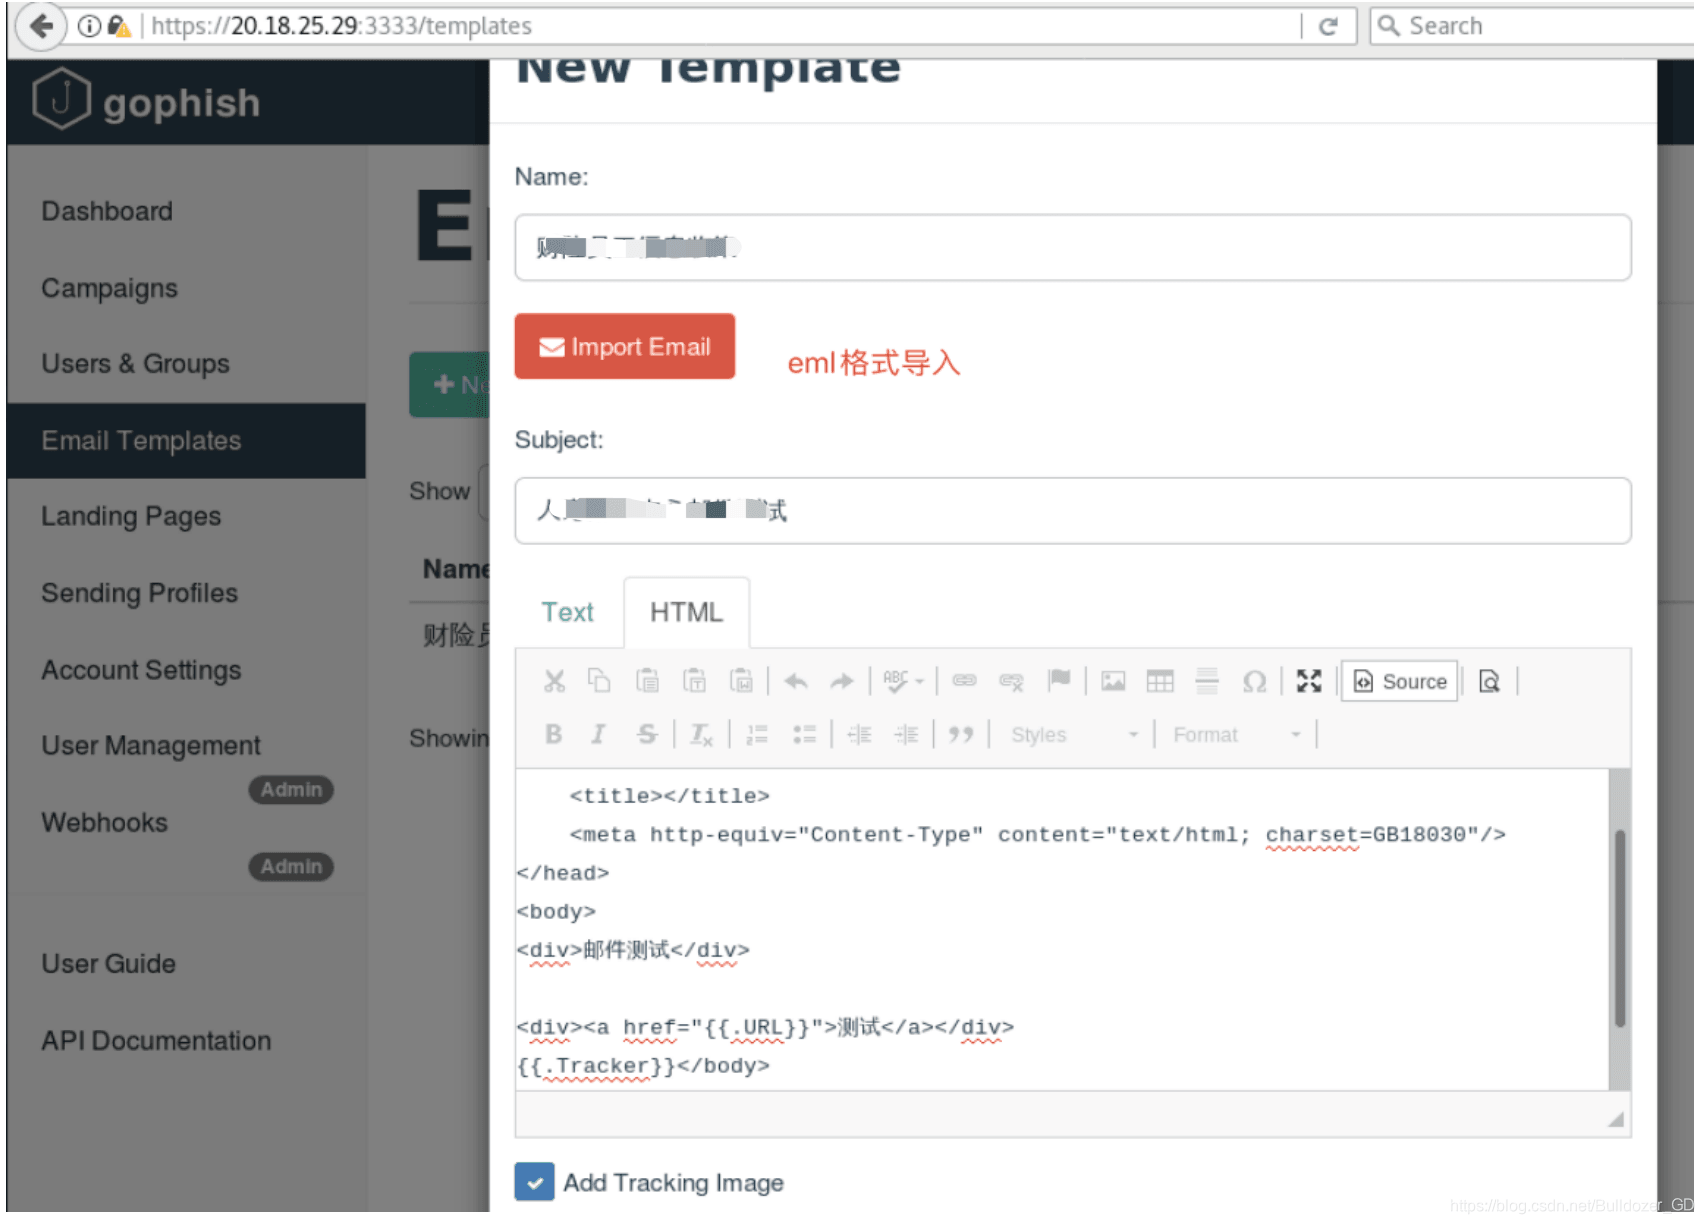 https://20.18.25.29:3333/templates
Search
gophish
New Template
Dashboard
Campaigns
Users & Groups
Email Templates
Landing Pages
Sending Profiles
Account Settings
User Management
Admin
Webhooks
Admin
User Guide
API Documentation
Show
Name
财险员
Showin
Name:
Import Email
eml格式导入
Subject:
人
试
Text
HTML
Source
Styles
Format
<title></title>
<meta http-equiv="Content-Type" content="text/html; charset=GB18030"/>
</head>
<body>
<div>邮件测试</div>
<div><a href="{{.URL}}">测试</a></div>
{{.Tracker}}</body>
Add Tracking Image
https://blog.csdn.net/Bulldozer_GD